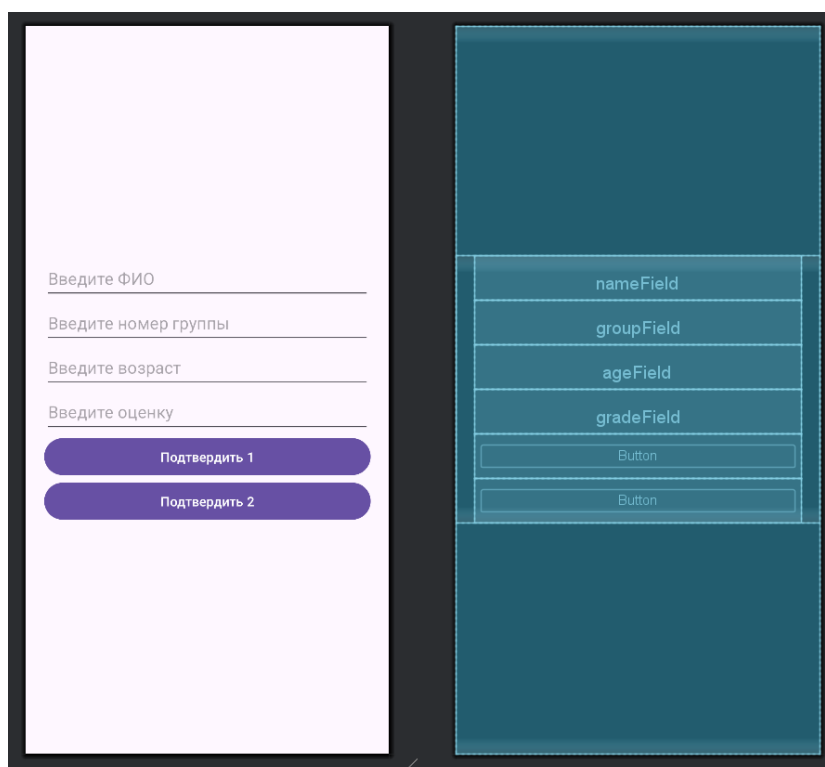 Введите ФИО
Введите номер группы
Введите возраст
Введите оценку
Подтвердить 1
Подтвердить 2
nameField
groupField
ageField
gradeField
Button
Button